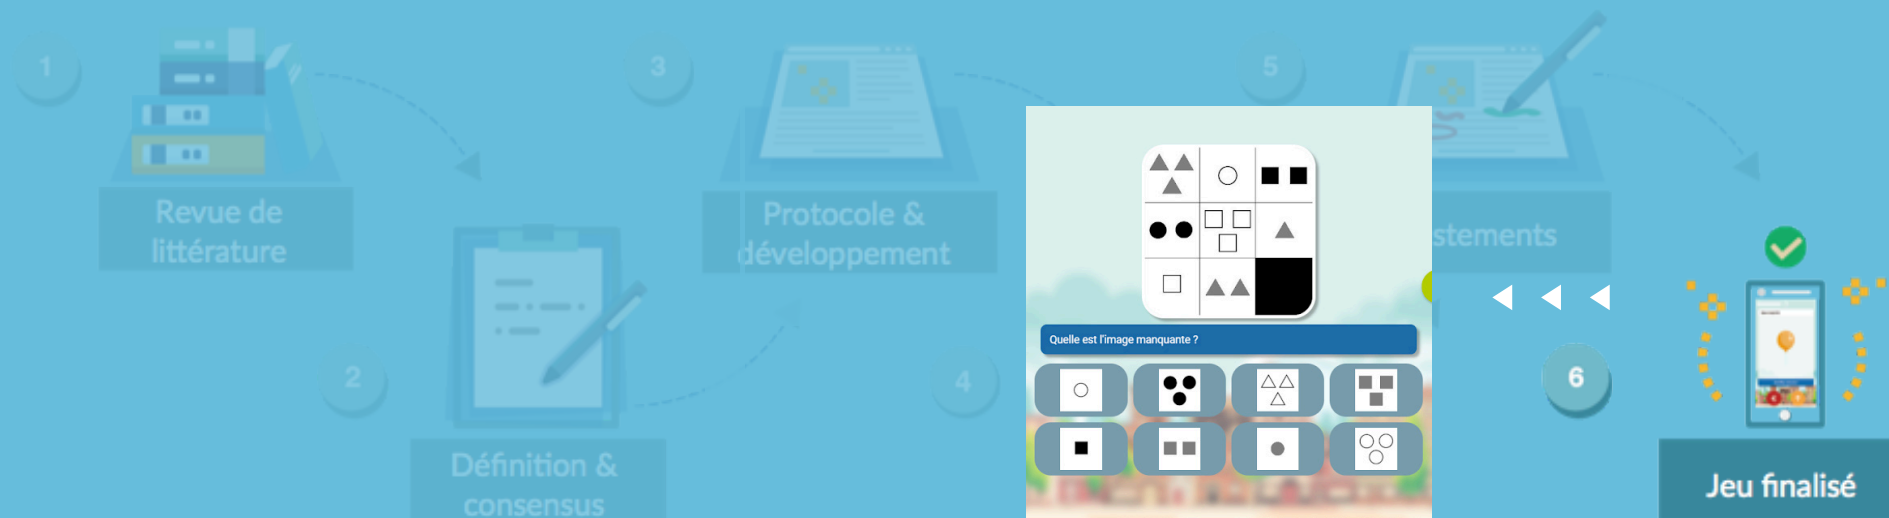 1
Revue de
littérature
2
Définition &
consensus
3
Protocole &
développement
4
Quelle est l'image manquante ?
5
stements
6
Jeu finalisé